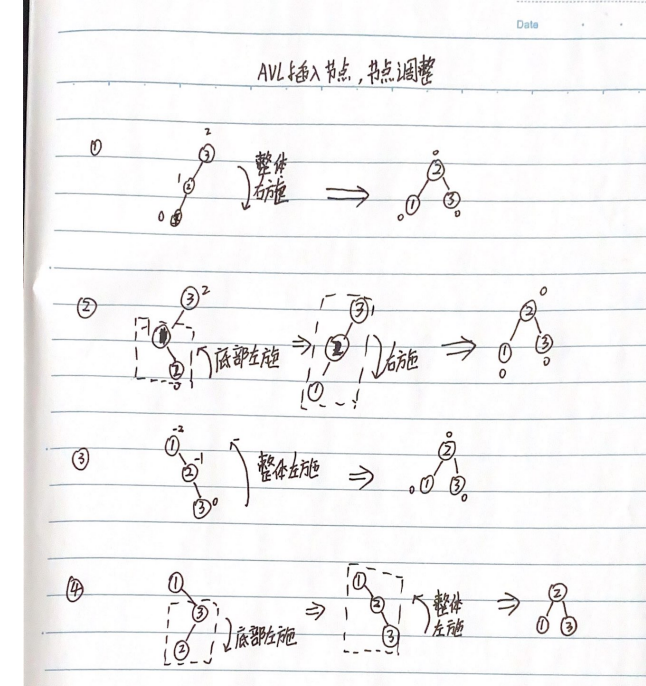 Date
AVL插入节点,节点调整
① 2 ③ 1 ② 0 整体右旋 ⇒ 0 ② 0 ① ③ 0
② ③ 2 -1 ① ② 0 底部左旋 ⇒ ③ ② ① 右旋 ⇒ 0 ② ① 0 ③ 0
③ -2 ① -1 ② ③ 0 整体左旋 ⇒ 0 ② 0 ① ③ 0
④ ① ③ ② 底部左旋 ⇒ ① ② ③ 整体左旋 ⇒ ② ① ③